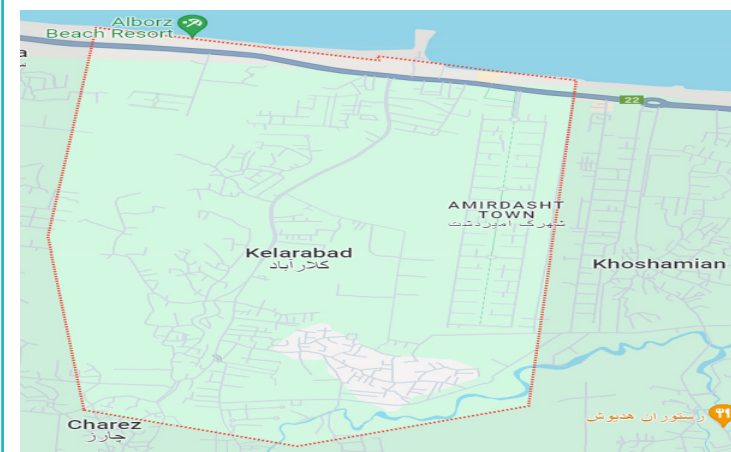 Alborz
Beach Resort
a
22
AMIRDASHT
TOWN
شهرک امیردشت
Kelarabad
کلارآباد
Khoshamian
Charez
چارز
رستوران هدیوش